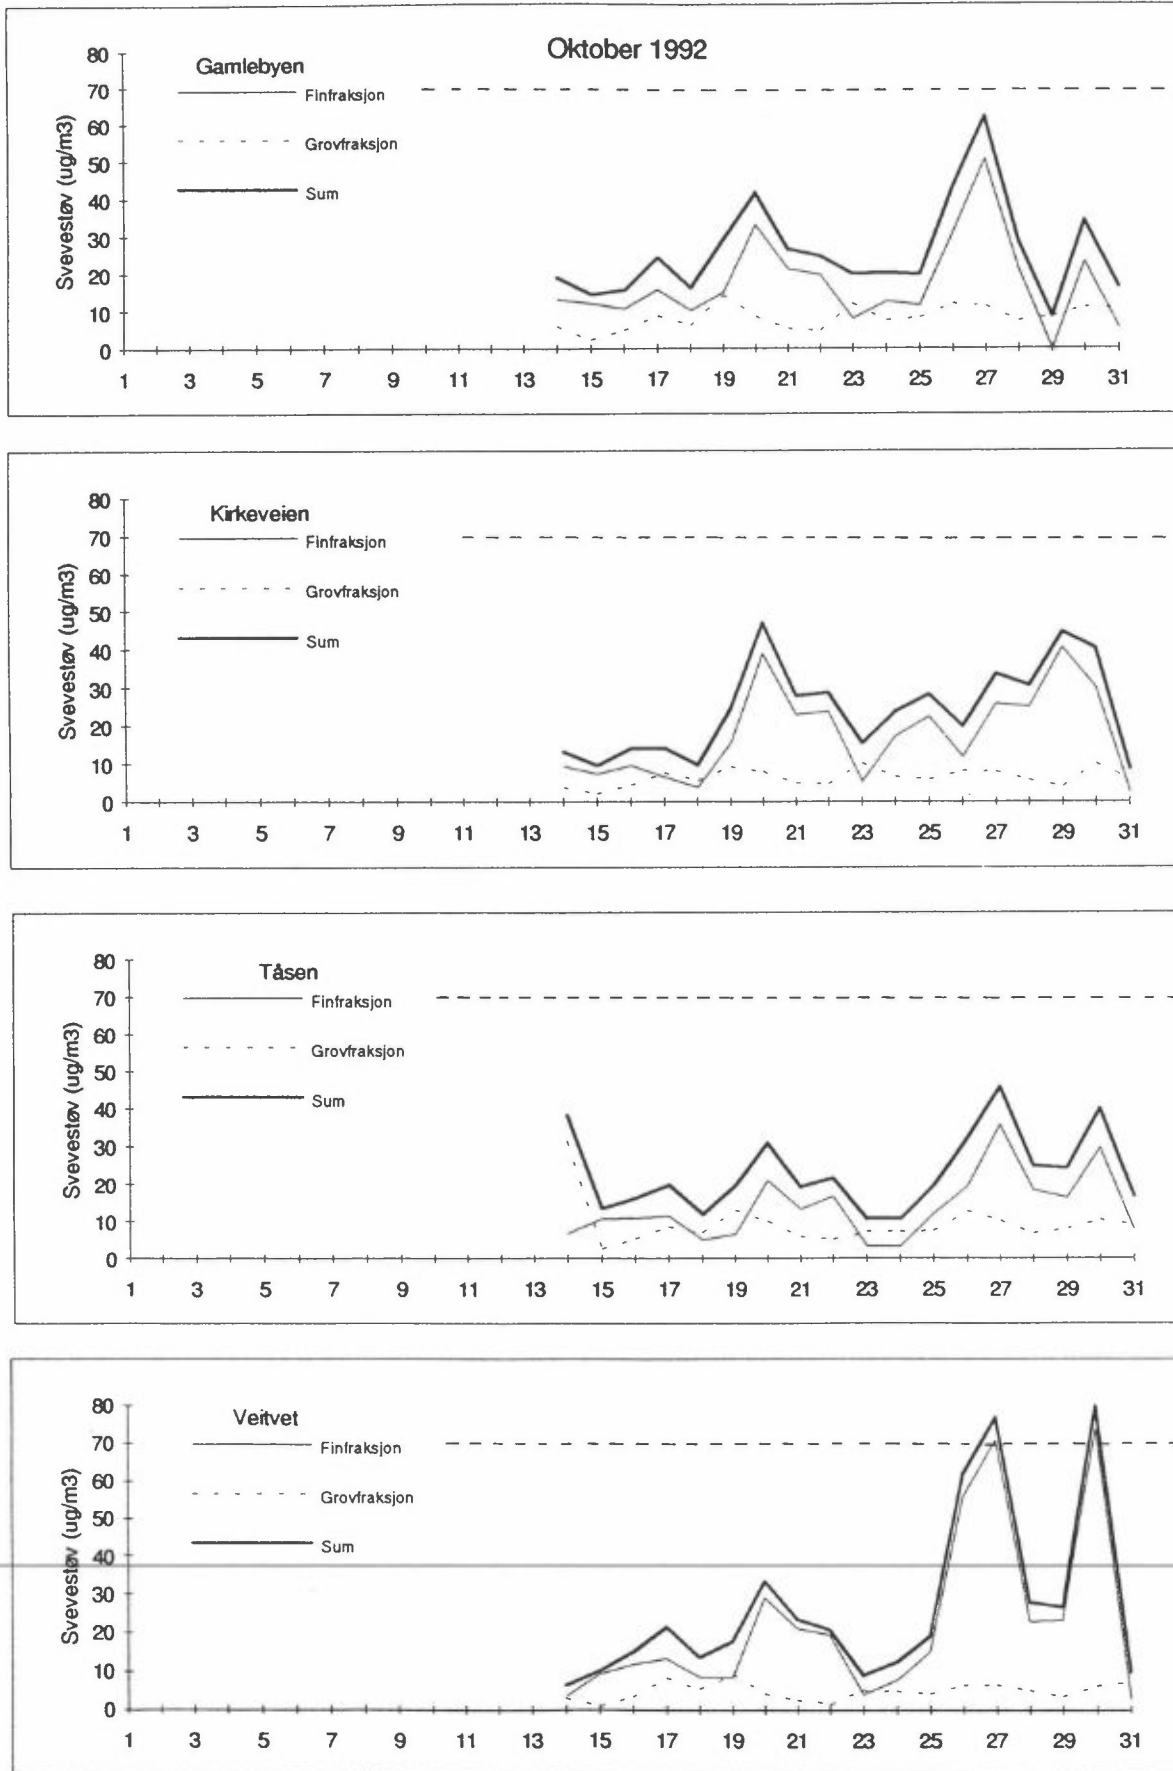 Oktober 1992
Gamlebyen
Finfraksjon
Grovfraksjon
Sum
Svevestøv (ug/m3)
80
70
60
50
40
30
20
10
0
1 3 5 7 9 11 13 15 17 19 21 23 25 27 29 31
Kirkeveien
Finfraksjon
Grovfraksjon
Sum
Svevestøv (ug/m3)
80
70
60
50
40
30
20
10
0
1 3 5 7 9 11 13 15 17 19 21 23 25 27 29 31
Tåsen
Finfraksjon
Grovfraksjon
Sum
Svevestøv (ug/m3)
80
70
60
50
40
30
20
10
0
1 3 5 7 9 11 13 15 17 19 21 23 25 27 29 31
Veitvet
Finfraksjon
Grovfraksjon
Sum
Svevestøv (ug/m3)
80
70
60
50
40
30
20
10
0
1 3 5 7 9 11 13 15 17 19 21 23 25 27 29 31